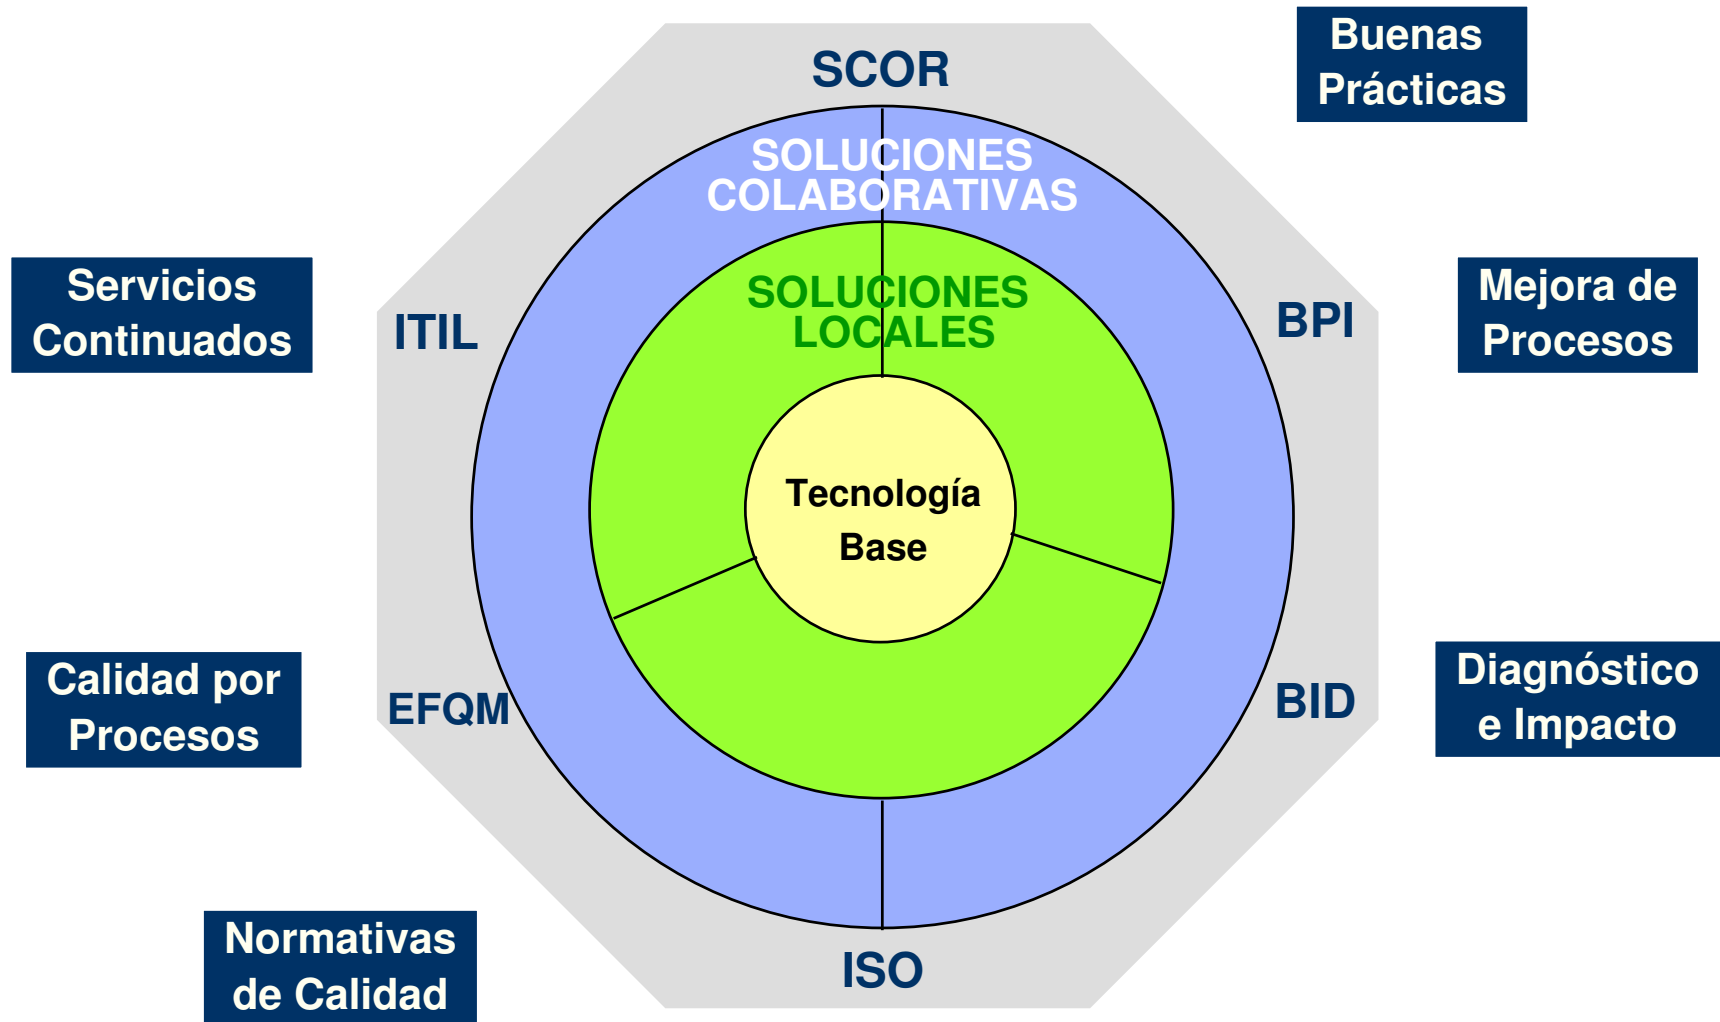 Buenas
Prácticas
SCOR
SOLUCIONES
COLABORATIVAS
Servicios
Continuados
ITIL
SOLUCIONES
LOCALES
BPI
Mejora de
Procesos
Tecnología
Base
Calidad por
Procesos
EFQM
BID
Diagnóstico
e Impacto
Normativas
de Calidad
ISO